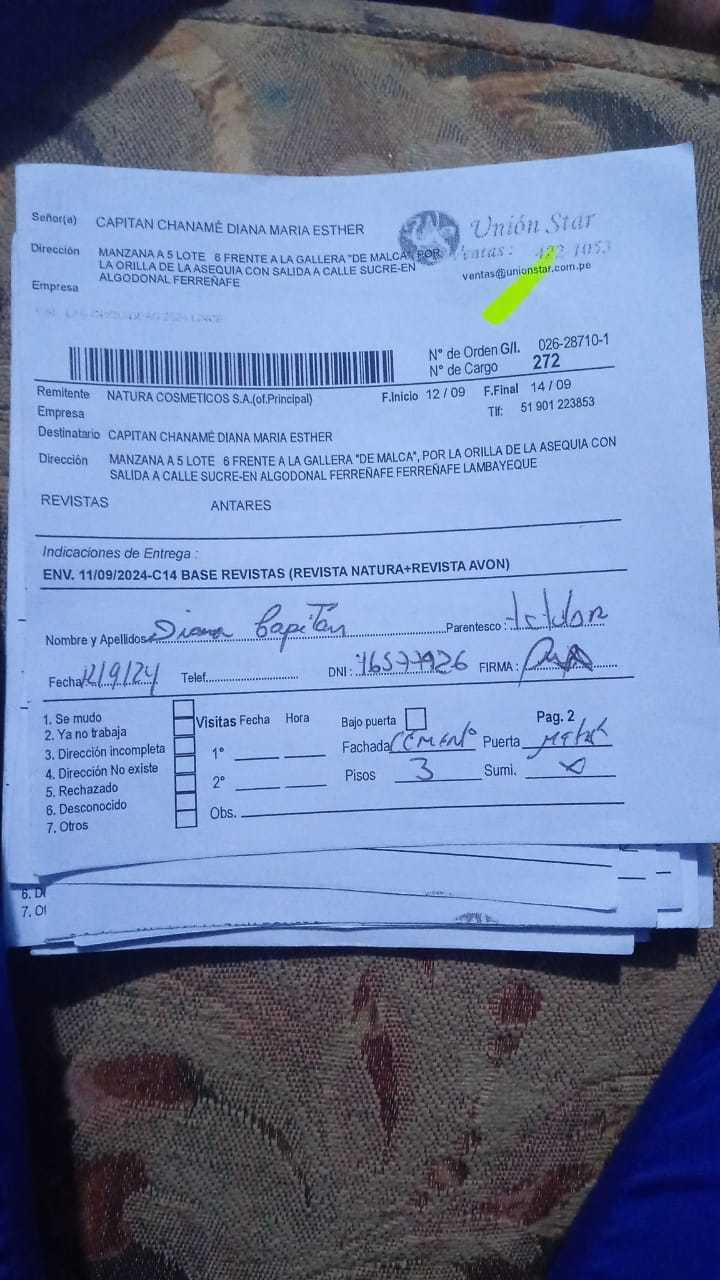 Señor(a) CAPITAN CHANAMÉ DIANA MARIA ESTHER
Unión Star
Ventas: 422 1053
ventas@unionstar.com.pe
Dirección MANZANA A 5 LOTE 6 FRENTE A LA GALLERA "DE MALCA", POR
LA ORILLA DE LA ASEQUIA CON SALIDA A CALLE SUCRE-EN
ALGODONAL FERREÑAFE
Empresa
N° de Orden G/I. 026-28710-1
N° de Cargo 272
Remitente NATURA COSMETICOS S.A.(of.Principal) F.Inicio 12 / 09 F.Final 14 / 09
Empresa Tlf: 51 901 223853
Destinatario CAPITAN CHANAMÉ DIANA MARIA ESTHER
Dirección MANZANA A 5 LOTE 6 FRENTE A LA GALLERA "DE MALCA", POR LA ORILLA DE LA ASEQUIA CON
SALIDA A CALLE SUCRE-EN ALGODONAL FERREÑAFE FERREÑAFE LAMBAYEQUE
REVISTAS ANTARES
Indicaciones de Entrega :
ENV. 11/09/2024-C14 BASE REVISTAS (REVISTA NATURA+REVISTA AVON)
Nombre y Apellidos Diana Capitán Parentesco : titular
Fecha 12/9/24 Telef. DNI : 76577926 FIRMA :
1. Se mudo
2. Ya no trabaja
3. Dirección incompleta
4. Dirección No existe
5. Rechazado
6. Desconocido
7. Otros
Visitas Fecha Hora
1°
2°
Obs.
Bajo puerta Pag. 2
Fachada CEMENTO Puerta Metal
Pisos 3 Sumi. X
6. D
7. Ot